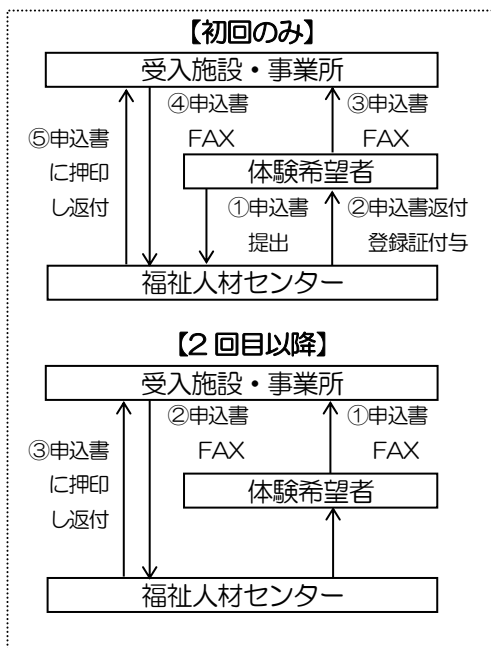 【初回のみ】
受入施設・事業所
④申込書 ③申込書
⑤申込書 FAX FAX
に押印 体験希望者
し返付 ①申込書 ②申込書返付
提出 登録証付与
福祉人材センター
【2回目以降】
受入施設・事業所
②申込書 ①申込書
③申込書 FAX FAX
に押印 体験希望者
し返付
福祉人材センター